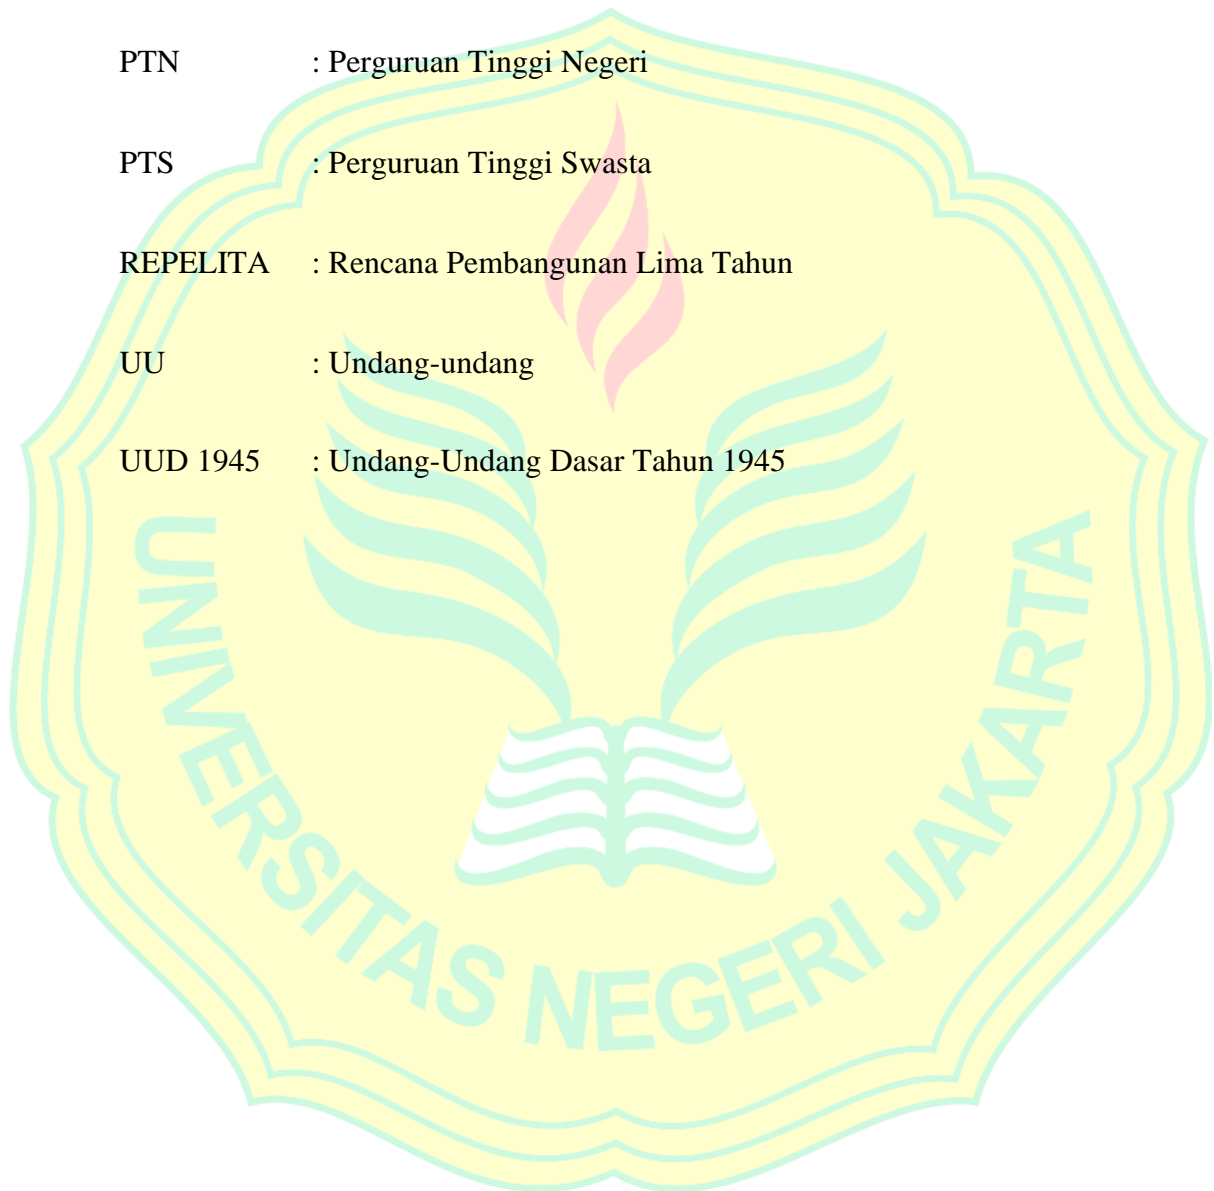 PTN : Perguruan Tinggi Negeri
PTS : Perguruan Tinggi Swasta
REPELITA : Rencana Pembangunan Lima Tahun
UU : Undang-undang
UUD 1945 : Undang-Undang Dasar Tahun 1945
UNIVERSITAS NEGERI JAKARTA